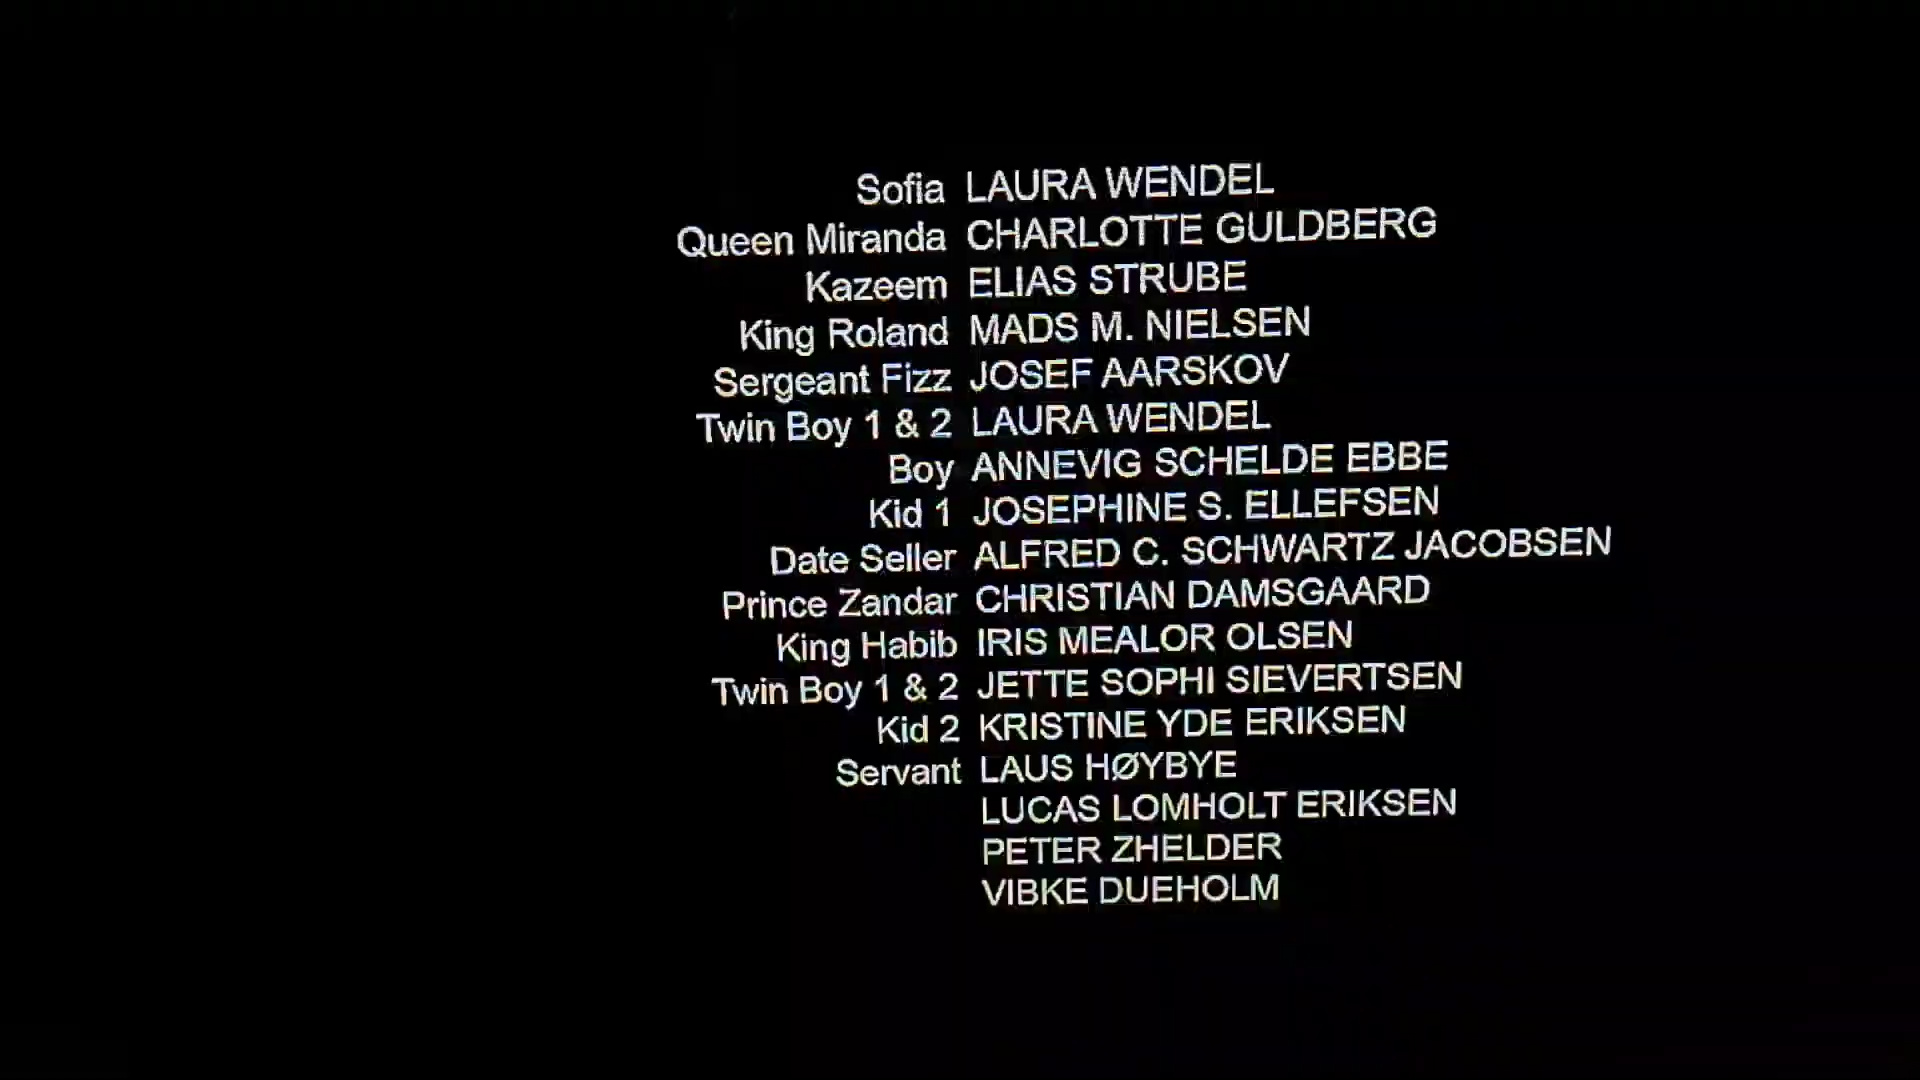 Sofia LAURA WENDEL
Queen Miranda CHARLOTTE GULDBERG
Kazeem ELIAS STRUBE
King Roland MADS M. NIELSEN
Sergeant Fizz JOSEF AARSKOV
Twin Boy 1 & 2 LAURA WENDEL
Boy ANNEVIG SCHELDE EBBE
Kid 1 JOSEPHINE S. ELLEFSEN
Date Seller ALFRED C. SCHWARTZ JACOBSEN
Prince Zandar CHRISTIAN DAMSGAARD
King Habib IRIS MEALOR OLSEN
Twin Boy 1 & 2 JETTE SOPHI SIEVERTSEN
Kid 2 KRISTINE YDE ERIKSEN
Servant LAUS HØYBYE
LUCAS LOMHOLT ERIKSEN
PETER ZHELDER
VIBKE DUEHOLM